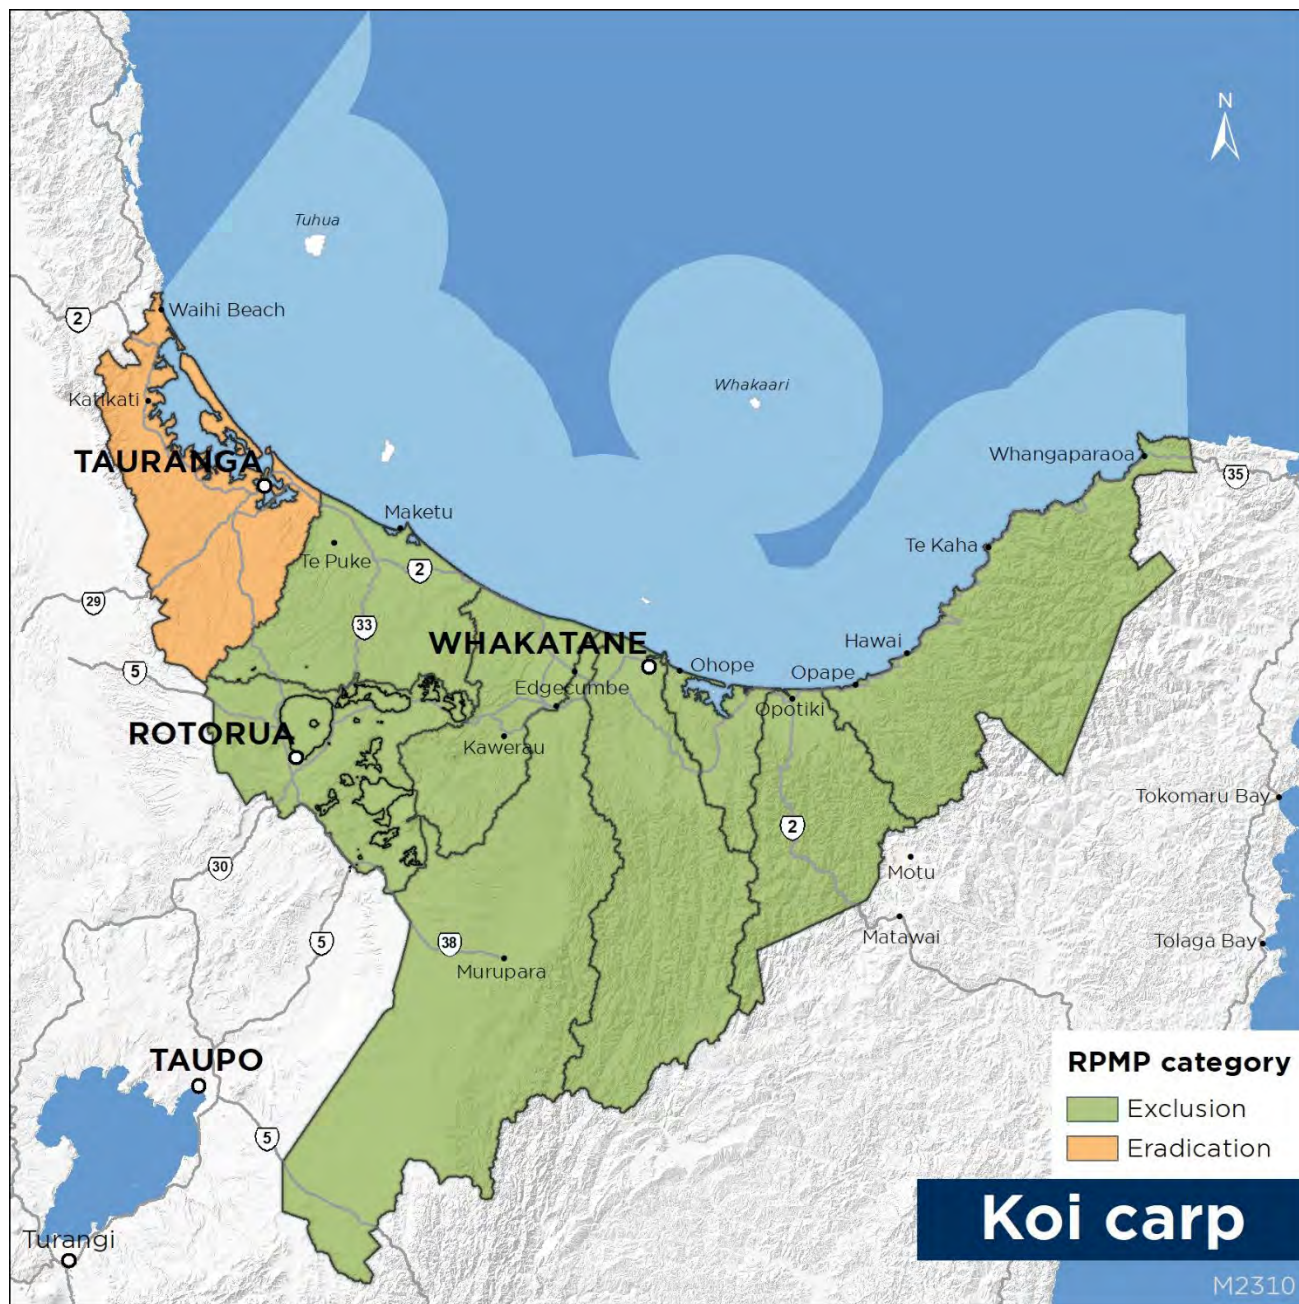 N
Tuhua
2
Waihi Beach
Whakaari
Katikati
TAURANGA
Whangaparaoa
35
Maketu
Te Kaha
Te Puke
2
29
33
WHAKATANE
Hawai
5
Ohope
Opape
Edgecumbe
Opotiki
ROTORUA
Kawerau
Tokomaru Bay
2
30
Motu
5
38
Matawai
Tolaga Bay
Murupara
TAUPO
RPMP category
Exclusion
5
Eradication
Koi carp
Turangi
M2310